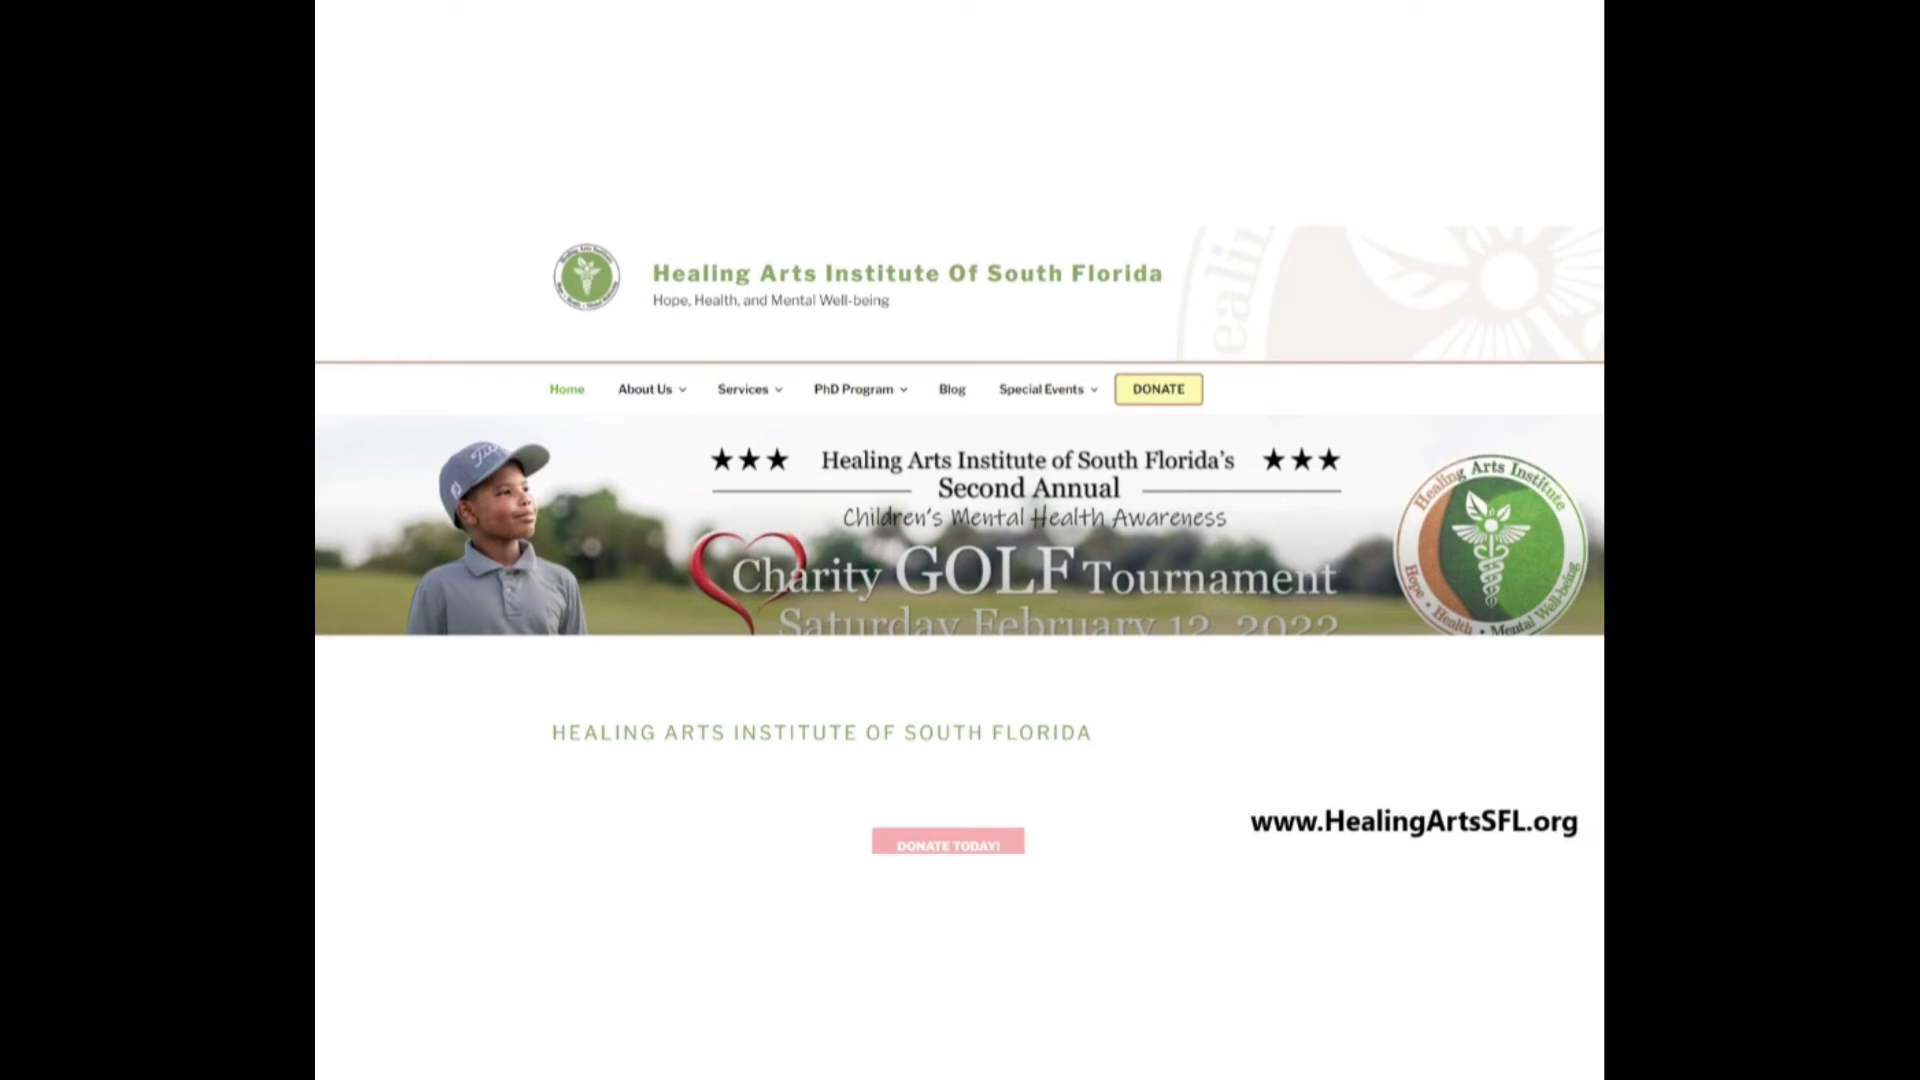 Healing Arts Institute Of South Florida
Hope, Health, and Mental Well-being
ealin
Home About Us Services PhD Program Blog Special Events DONATE
★★★ Healing Arts Institute of South Florida's ★★★
Second Annual
Children's Mental Health Awareness
Charity GOLF Tournament
Saturday February 12, 2022
Healing Arts Institute
Hope • Health • Mental Well-being
HEALING ARTS INSTITUTE OF SOUTH FLORIDA
www.HealingArtsSFL.org
DONATE TODAY!